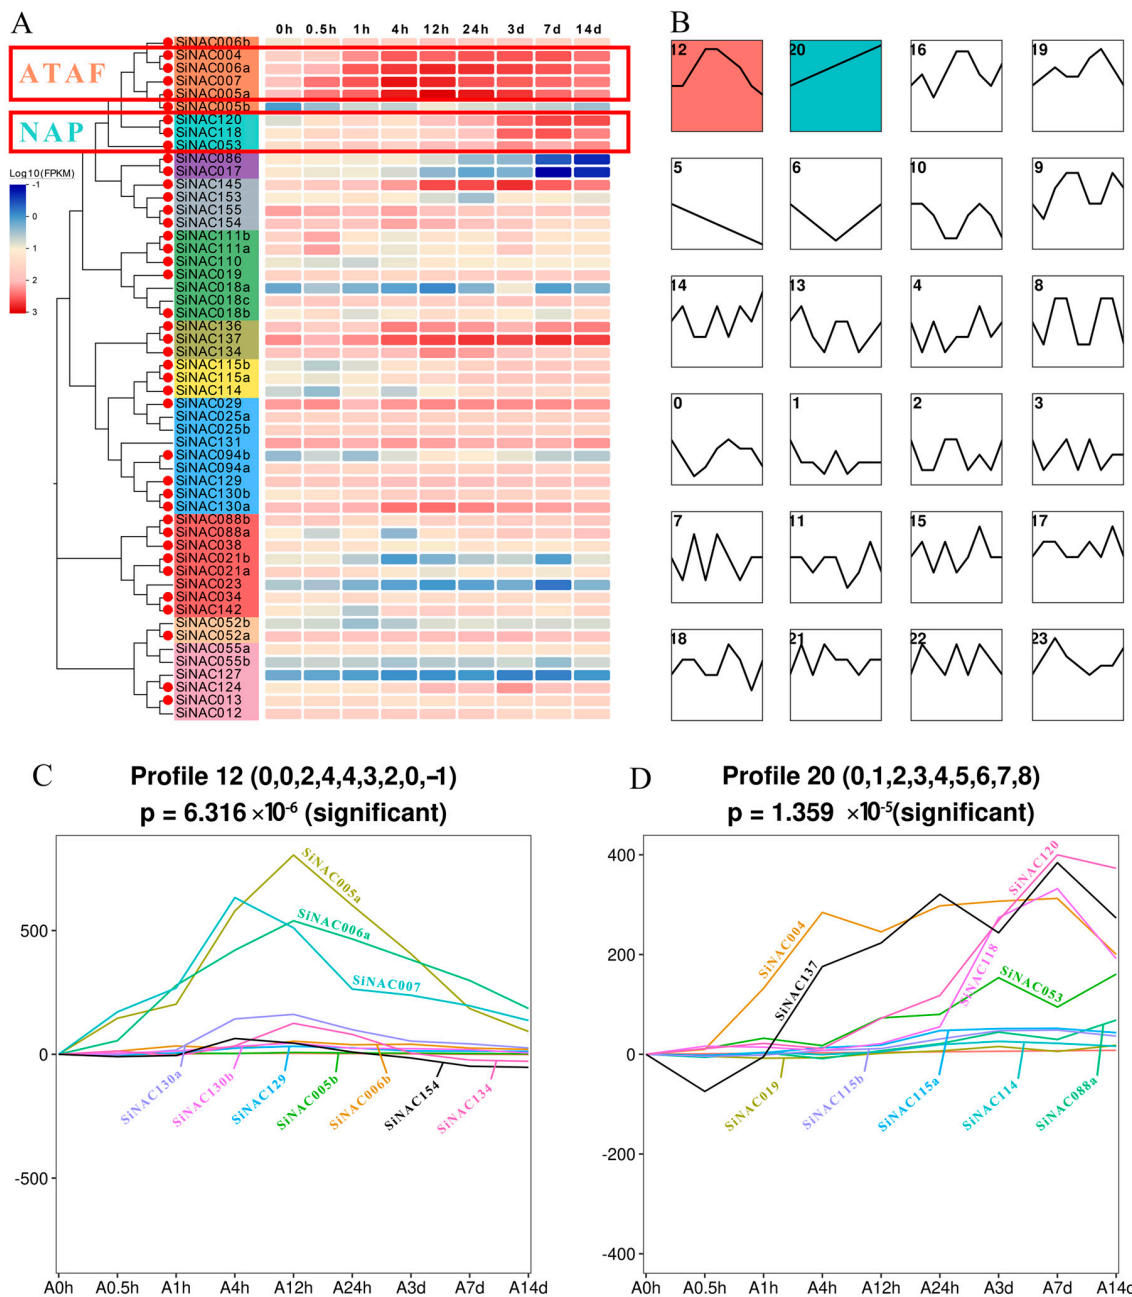 A
0h 0.5h 1h 4h 12h 24h 3d 7d 14d
ATAF
NAP
Log10(FPKM)
-1
0
1
2
3
SiNAC006b
SiNAC004
SiNAC006a
SiNAC007
SiNAC005a
SiNAC005b
SiNAC120
SiNAC118
SiNAC053
SiNAC086
SiNAC017
SiNAC145
SiNAC153
SiNAC155
SiNAC154
SiNAC111b
SiNAC111a
SiNAC110
SiNAC019
SiNAC018a
SiNAC018c
SiNAC018b
SiNAC136
SiNAC137
SiNAC134
SiNAC115b
SiNAC115a
SiNAC114
SiNAC029
SiNAC025a
SiNAC025b
SiNAC131
SiNAC094b
SiNAC094a
SiNAC129
SiNAC130b
SiNAC130a
SiNAC088b
SiNAC088a
SiNAC038
SiNAC021b
SiNAC021a
SiNAC023
SiNAC034
SiNAC142
SiNAC052b
SiNAC052a
SiNAC055a
SiNAC055b
SiNAC127
SiNAC124
SiNAC013
SiNAC012
B
12 20 16 19
5 6 10 9
14 13 4 8
0 1 2 3
7 11 15 17
18 21 22 23
C
Profile 12 (0,0,2,4,4,3,2,0,−1)
p = 6.316 ×10-6 (significant)
500
0
-500
SiNAC005a
SiNAC006a
SiNAC007
SiNAC130a
SiNAC130b
SiNAC129
SiNAC005b
SiNAC006b
SiNAC154
SiNAC134
A0h A0.5h A1h A4h A12h A24h A3d A7d A14d
D
Profile 20 (0,1,2,3,4,5,6,7,8)
p = 1.359 ×10-5(significant)
400
200
0
-200
-400
SiNAC120
SiNAC004
SiNAC137
SiNAC118
SiNAC053
SiNAC019
SiNAC115b
SiNAC115a
SiNAC114
SiNAC088a
A0h A0.5h A1h A4h A12h A24h A3d A7d A14d